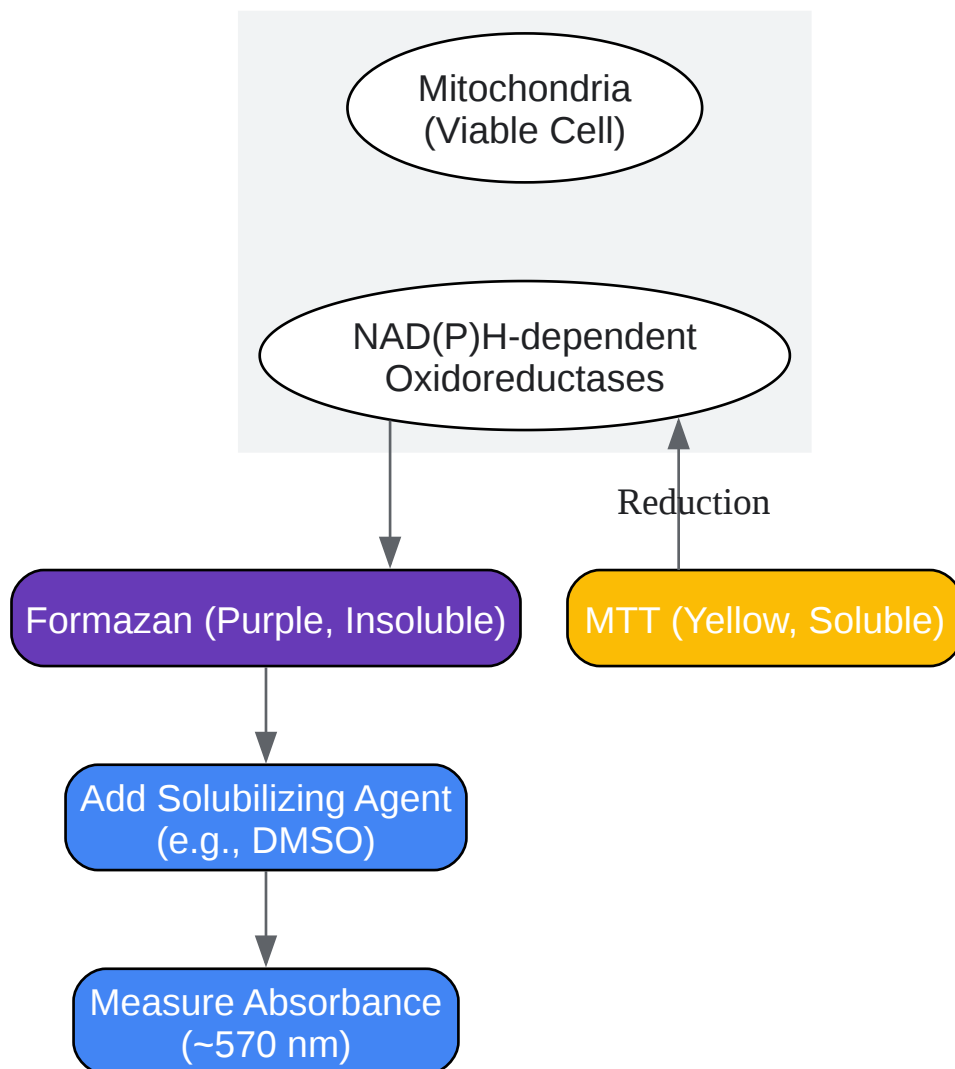 Mitochondria
(Viable Cell)
NAD(P)H-dependent
Oxidoreductases
Reduction
Formazan (Purple, Insoluble)
MTT (Yellow, Soluble)
Add Solubilizing Agent
(e.g., DMSO)
Measure Absorbance
(~570 nm)